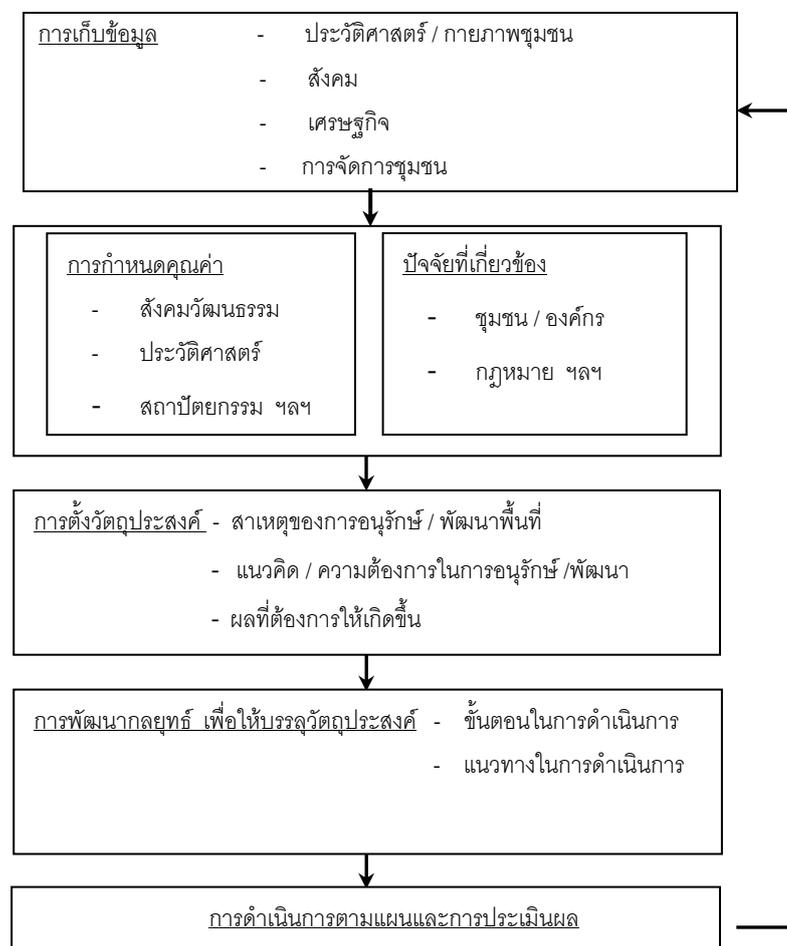 การเก็บข้อมูล - ประวัติศาสตร์ / กายภาพชุมชน
- สังคม
- เศรษฐกิจ
- การจัดการชุมชน
การกำหนดคุณค่า
- สังคมวัฒนธรรม
- ประวัติศาสตร์
- สถาปัตยกรรม ฯลฯ
ปัจจัยที่เกี่ยวข้อง
- ชุมชน / องค์กร
- กฎหมาย ฯลฯ
การตั้งวัตถุประสงค์ - สาเหตุของการอนุรักษ์ / พัฒนาพื้นที่
- แนวคิด / ความต้องการในการอนุรักษ์ /พัฒนา
- ผลที่ต้องการให้เกิดขึ้น
การพัฒนากลยุทธ์ เพื่อให้บรรลุวัตถุประสงค์ - ขั้นตอนในการดำเนินการ
- แนวทางในการดำเนินการ
การดำเนินการตามแผนและการประเมินผล